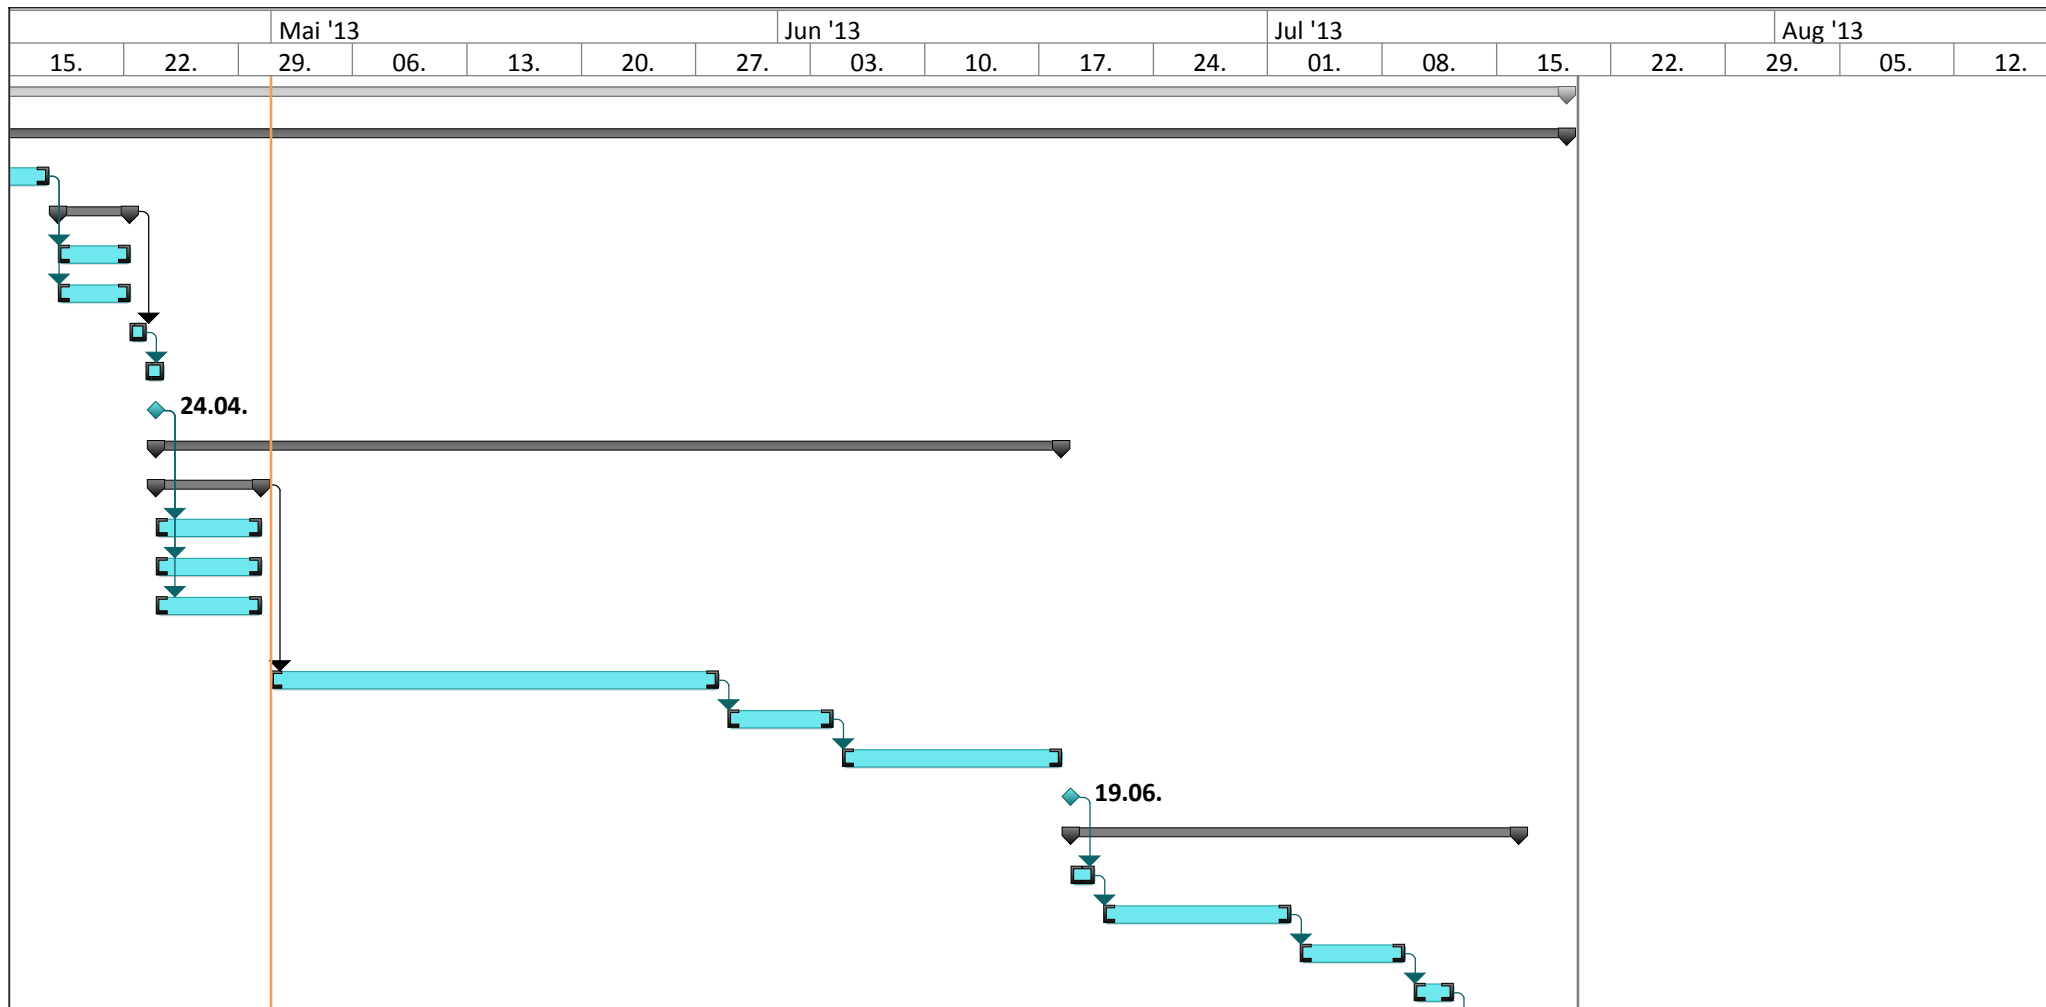 Mai '13 Jun '13 Jul '13 Aug '13
15. 22. 29. 06. 13. 20. 27. 03. 10. 17. 24. 01. 08. 15. 22. 29. 05. 12.
24.04.
19.06.